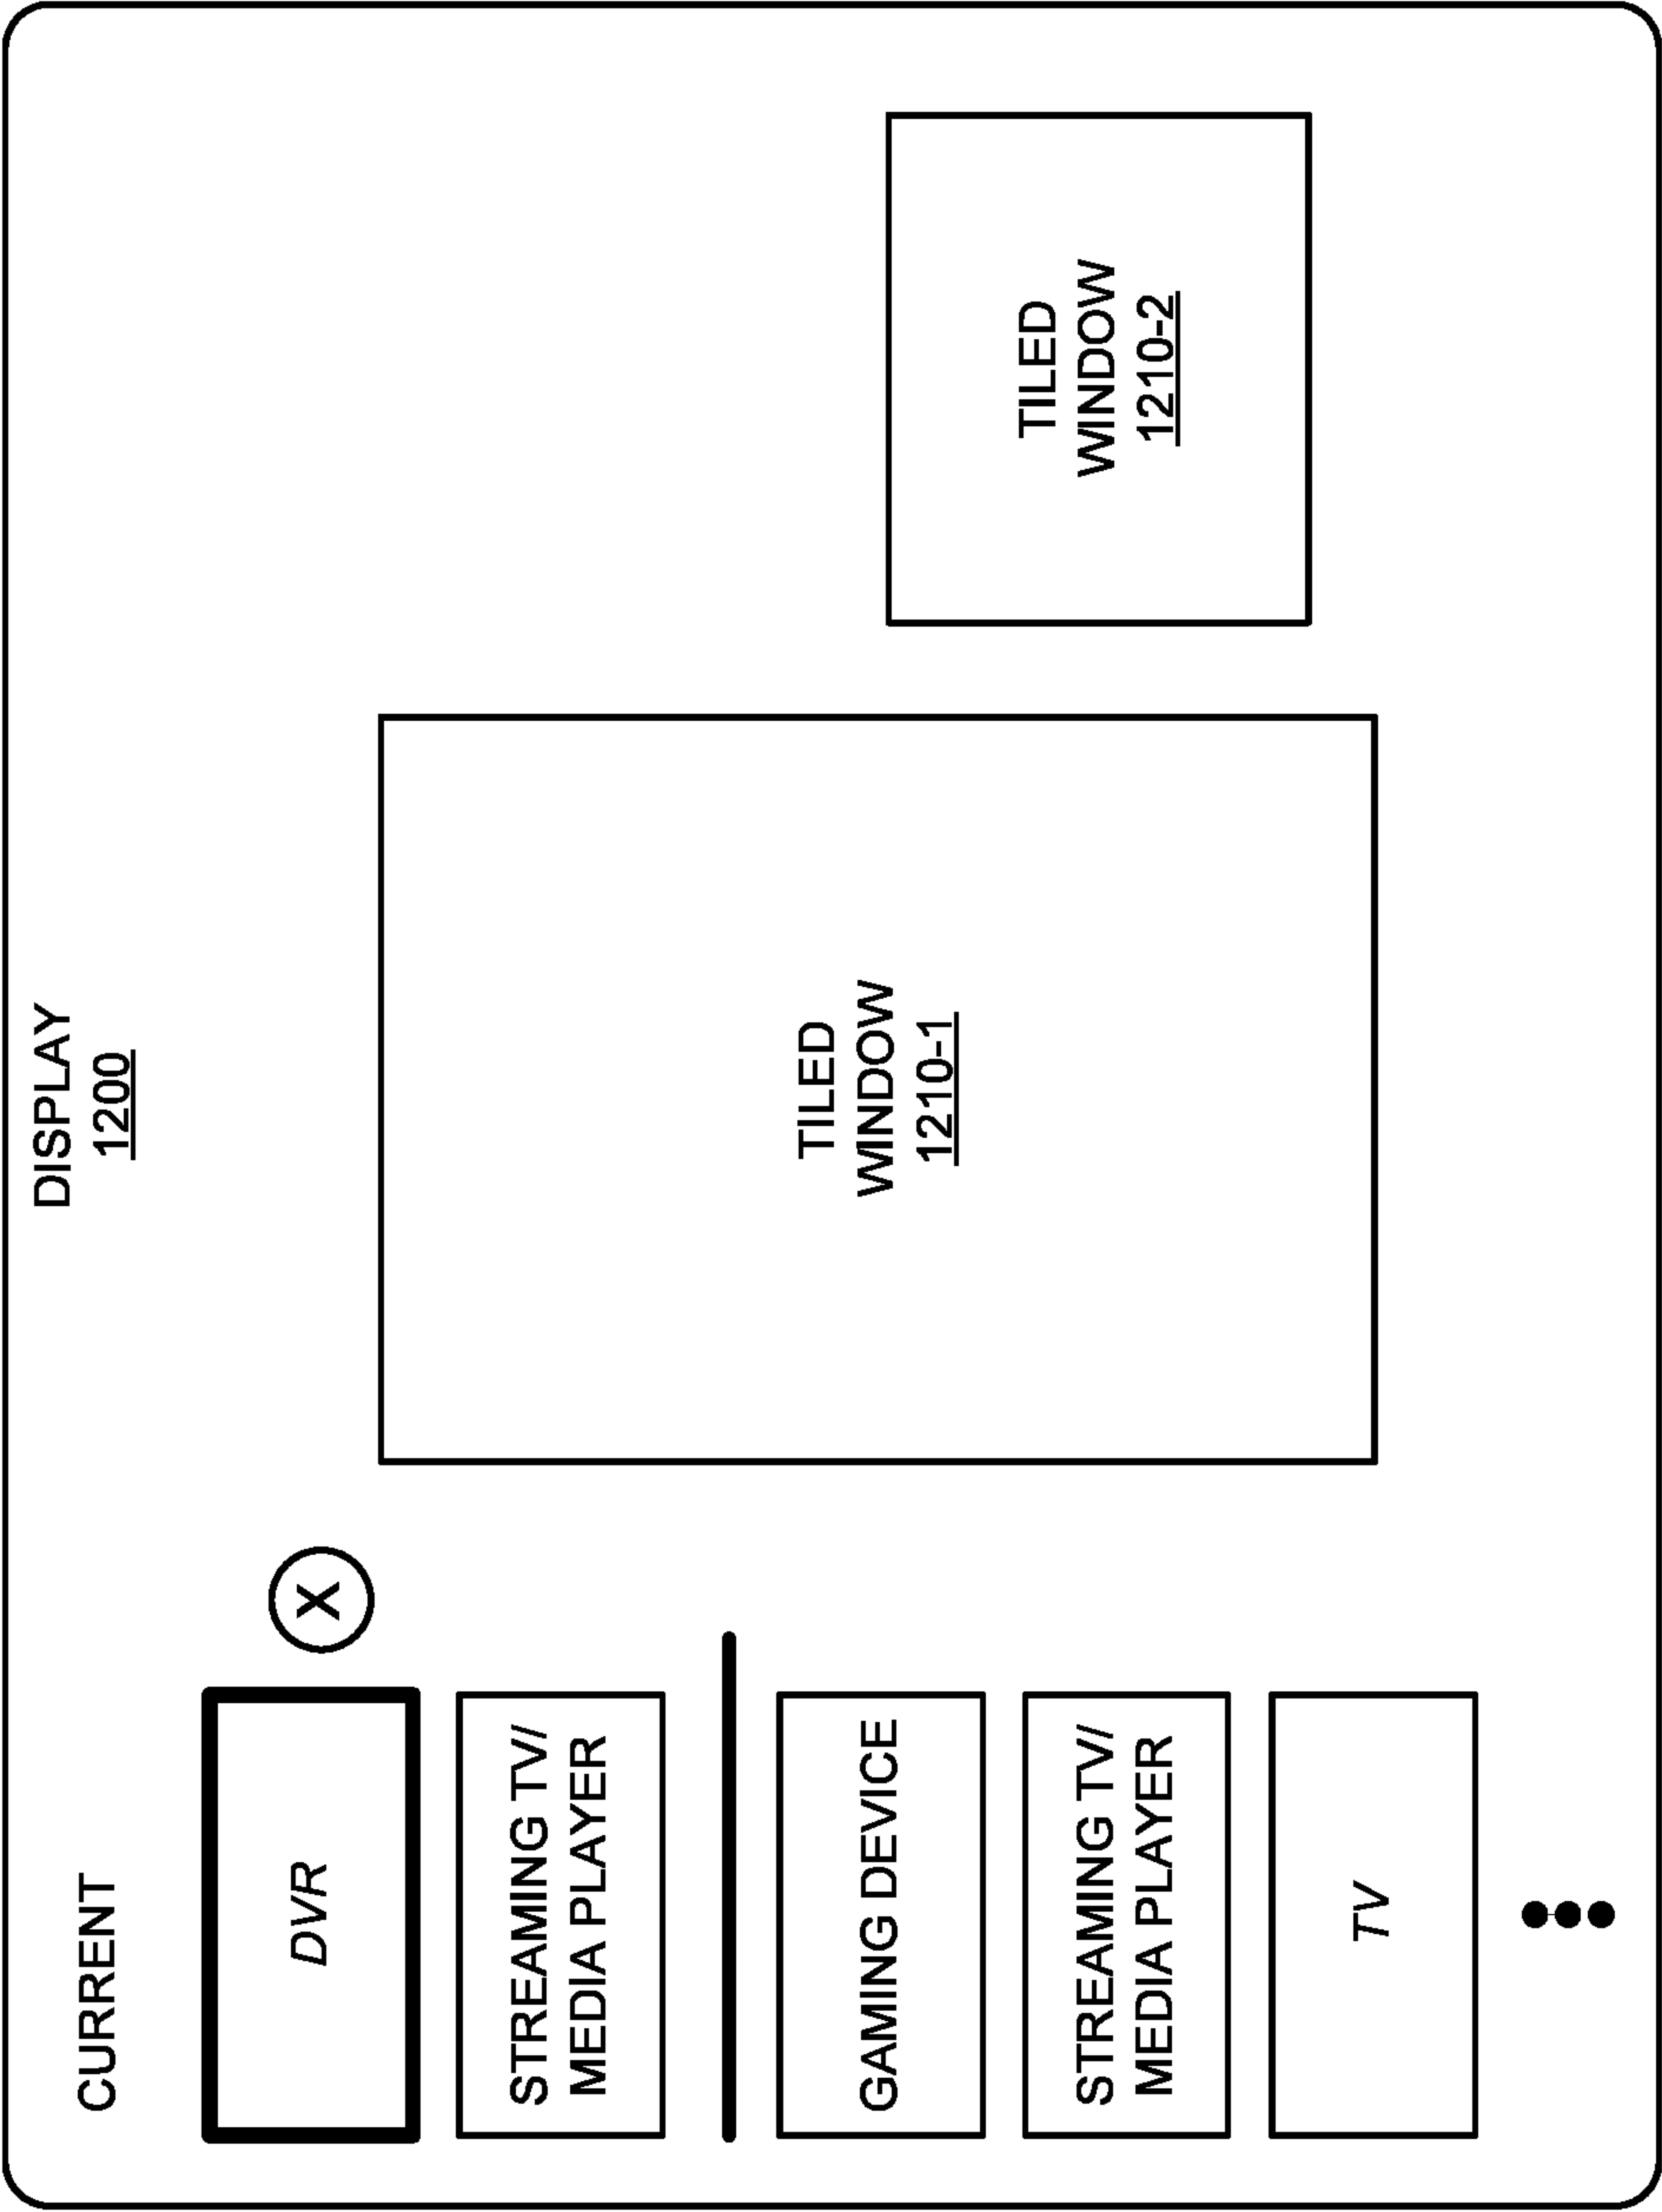 DISPLAY
1200
CURRENT
DVR
X
STREAMING TV/
MEDIA PLAYER
GAMING DEVICE
STREAMING TV/
MEDIA PLAYER
TV
TILED
WINDOW
1210-1
TILED
WINDOW
1210-2